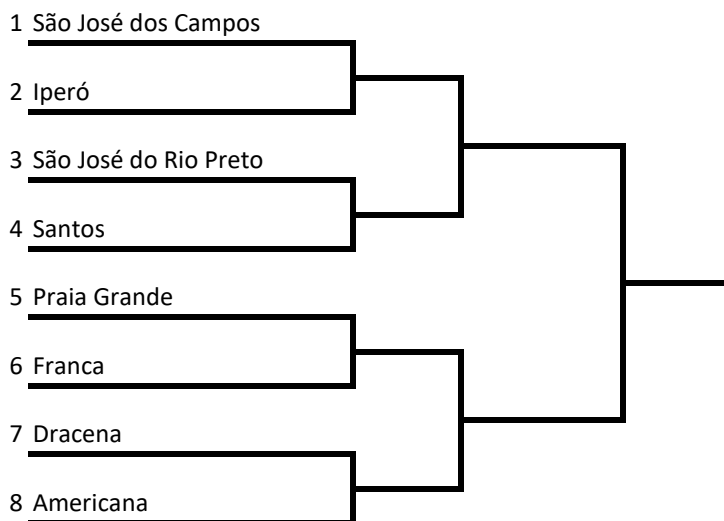 1 São José dos Campos
2 Iperó
3 São José do Rio Preto
4 Santos
5 Praia Grande
6 Franca
7 Dracena
8 Americana